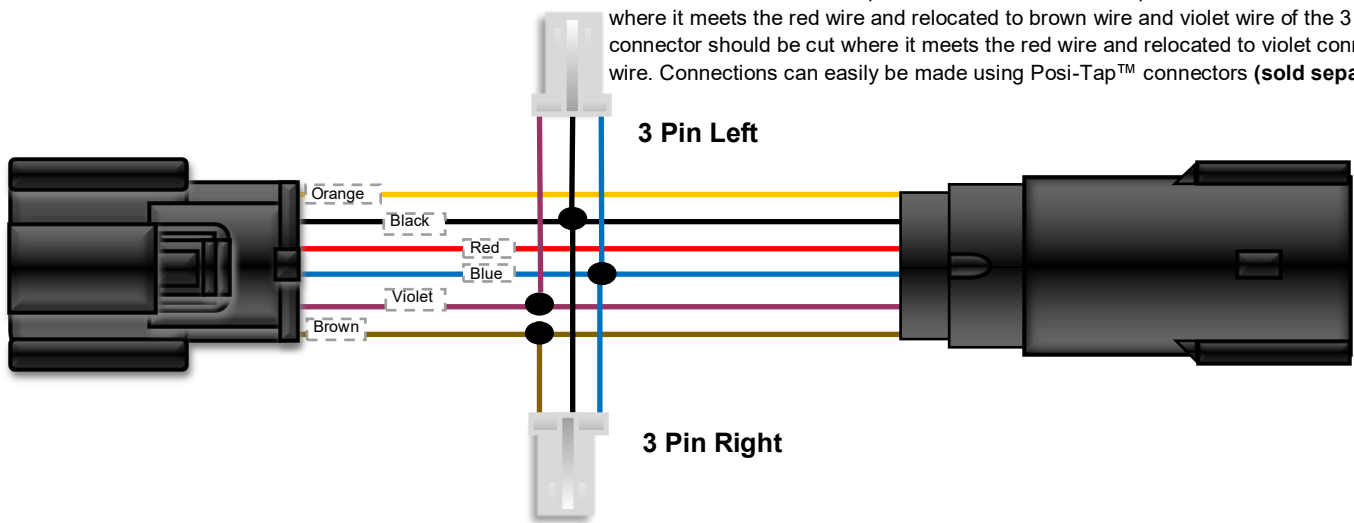 where it meets the red wire and relocated to brown wire and violet wire of the 3
connector should be cut where it meets the red wire and relocated to violet
wire. Connections can easily be made using Posi-Tap™ connectors (sold
3 Pin Left
Orange
Black
Red
Blue
Violet
Brown
3 Pin Right